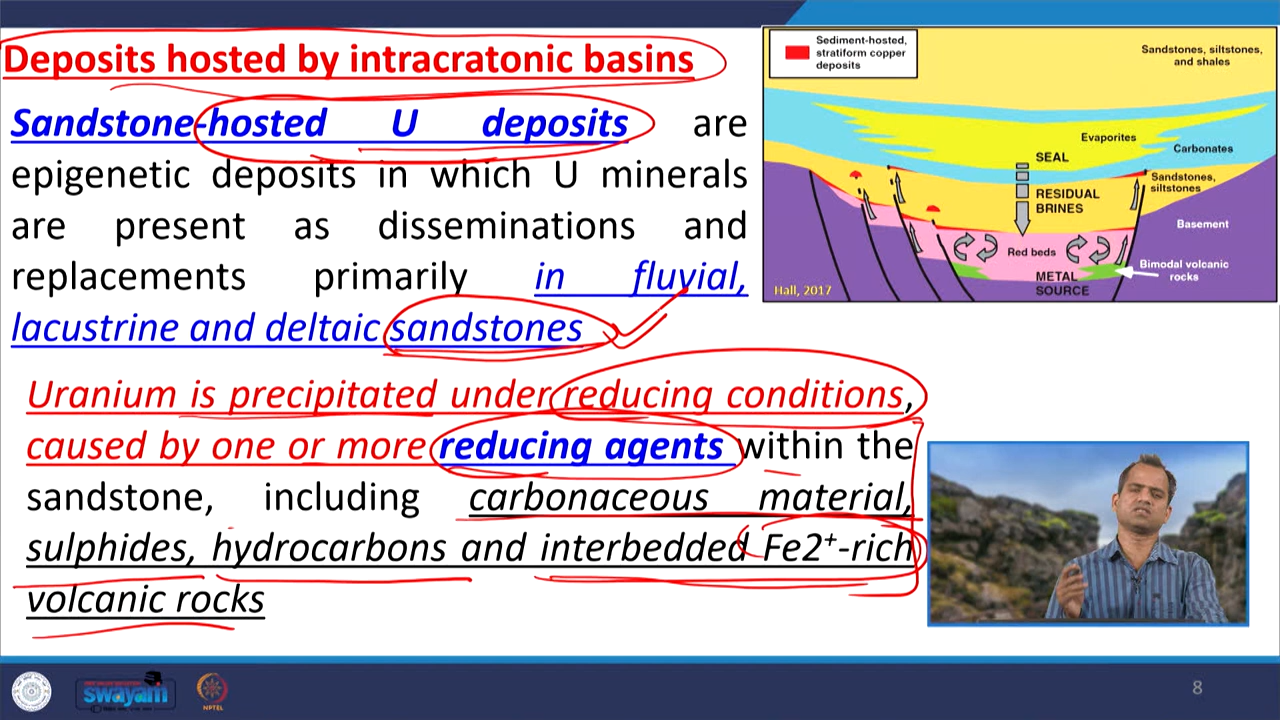 Deposits hosted by intracratonic basins
Sandstone-hosted U deposits are
epigenetic deposits in which U minerals
are present as disseminations and
replacements primarily in fluvial,
lacustrine and deltaic sandstones
Uranium is precipitated under reducing conditions,
caused by one or more reducing agents within the
sandstone, including carbonaceous material,
sulphides, hydrocarbons and interbedded Fe2⁺-rich
volcanic rocks
Sediment-hosted,
stratiform copper
deposits
Sandstones, siltstones,
and shales
Evaporites
Carbonates
SEAL
Sandstones,
siltstones
RESIDUAL
BRINES
Basement
Red beds
Bimodal volcanic
rocks
METAL
SOURCE
Hall, 2017
swayam
NPTEL
8